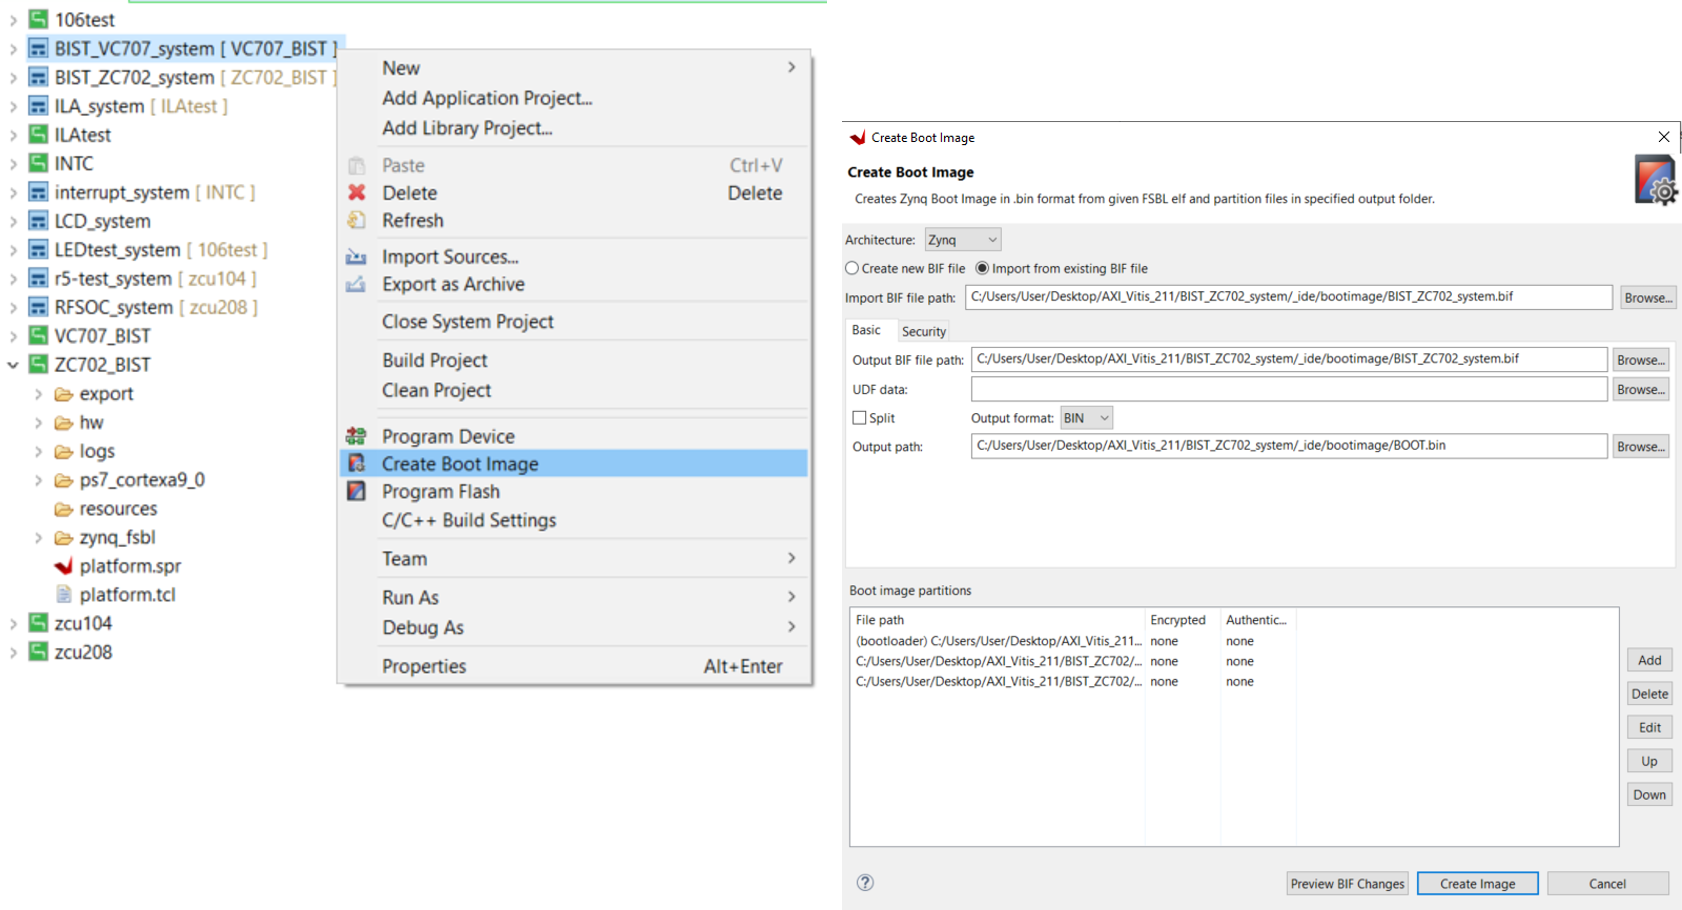 106test
BIST_VC707_system [ VC707_BIST ]
BIST_ZC702_system [ ZC702_BIST ]
ILA_system [ ILAtest ]
ILAtest
INTC
interrupt_system [ INTC ]
LCD_system
LEDtest_system [ 106test ]
r5-test_system [ zcu104 ]
RFSOC_system [ zcu208 ]
VC707_BIST
ZC702_BIST
export
hw
logs
ps7_cortexa9_0
resources
zynq_fsbl
platform.spr
platform.tcl
zcu104
zcu208
New
Add Application Project...
Add Library Project...
Paste Ctrl+V
Delete Delete
Refresh
Import Sources...
Export as Archive
Close System Project
Build Project
Clean Project
Program Device
Create Boot Image
Program Flash
C/C++ Build Settings
Team
Run As
Debug As
Properties Alt+Enter
Create Boot Image
Create Boot Image
Creates Zynq Boot Image in .bin format from given FSBL elf and partition files in specified output folder.
Architecture: Zynq
Create new BIF file Import from existing BIF file
Import BIF file path: C:/Users/User/Desktop/AXI_Vitis_211/BIST_ZC702_system/_ide/bootimage/BIST_ZC702_system.bif Browse...
Basic Security
Output BIF file path: C:/Users/User/Desktop/AXI_Vitis_211/BIST_ZC702_system/_ide/bootimage/BIST_ZC702_system.bif Browse...
UDF data: Browse...
Split Output format: BIN
Output path: C:/Users/User/Desktop/AXI_Vitis_211/BIST_ZC702_system/_ide/bootimage/BOOT.bin Browse...
Boot image partitions
File path Encrypted Authentic...
(bootloader) C:/Users/User/Desktop/AXI_Vitis_211... none none
C:/Users/User/Desktop/AXI_Vitis_211/BIST_ZC702/... none none
C:/Users/User/Desktop/AXI_Vitis_211/BIST_ZC702/... none none
Add
Delete
Edit
Up
Down
Preview BIF Changes Create Image Cancel